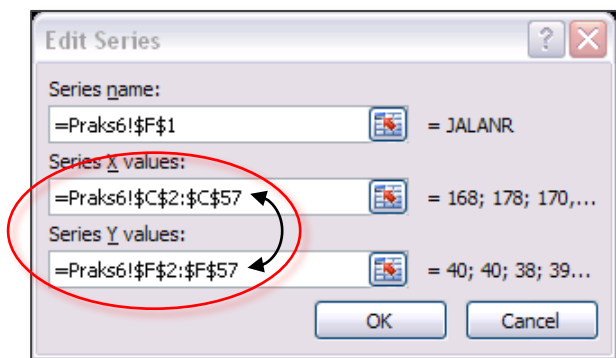 Edit Series
Series name:
=Praks6!$F$1 = JALANR
Series X values:
=Praks6!$C$2:$C$57 = 168; 178; 170,...
Series Y values:
=Praks6!$F$2:$F$57 = 40; 40; 38; 39...
OK Cancel